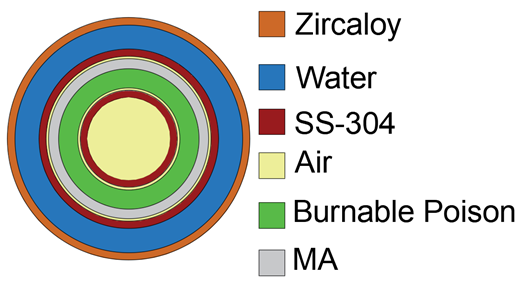 Zircaloy
Water
SS-304
Air
Burnable Poison
MA